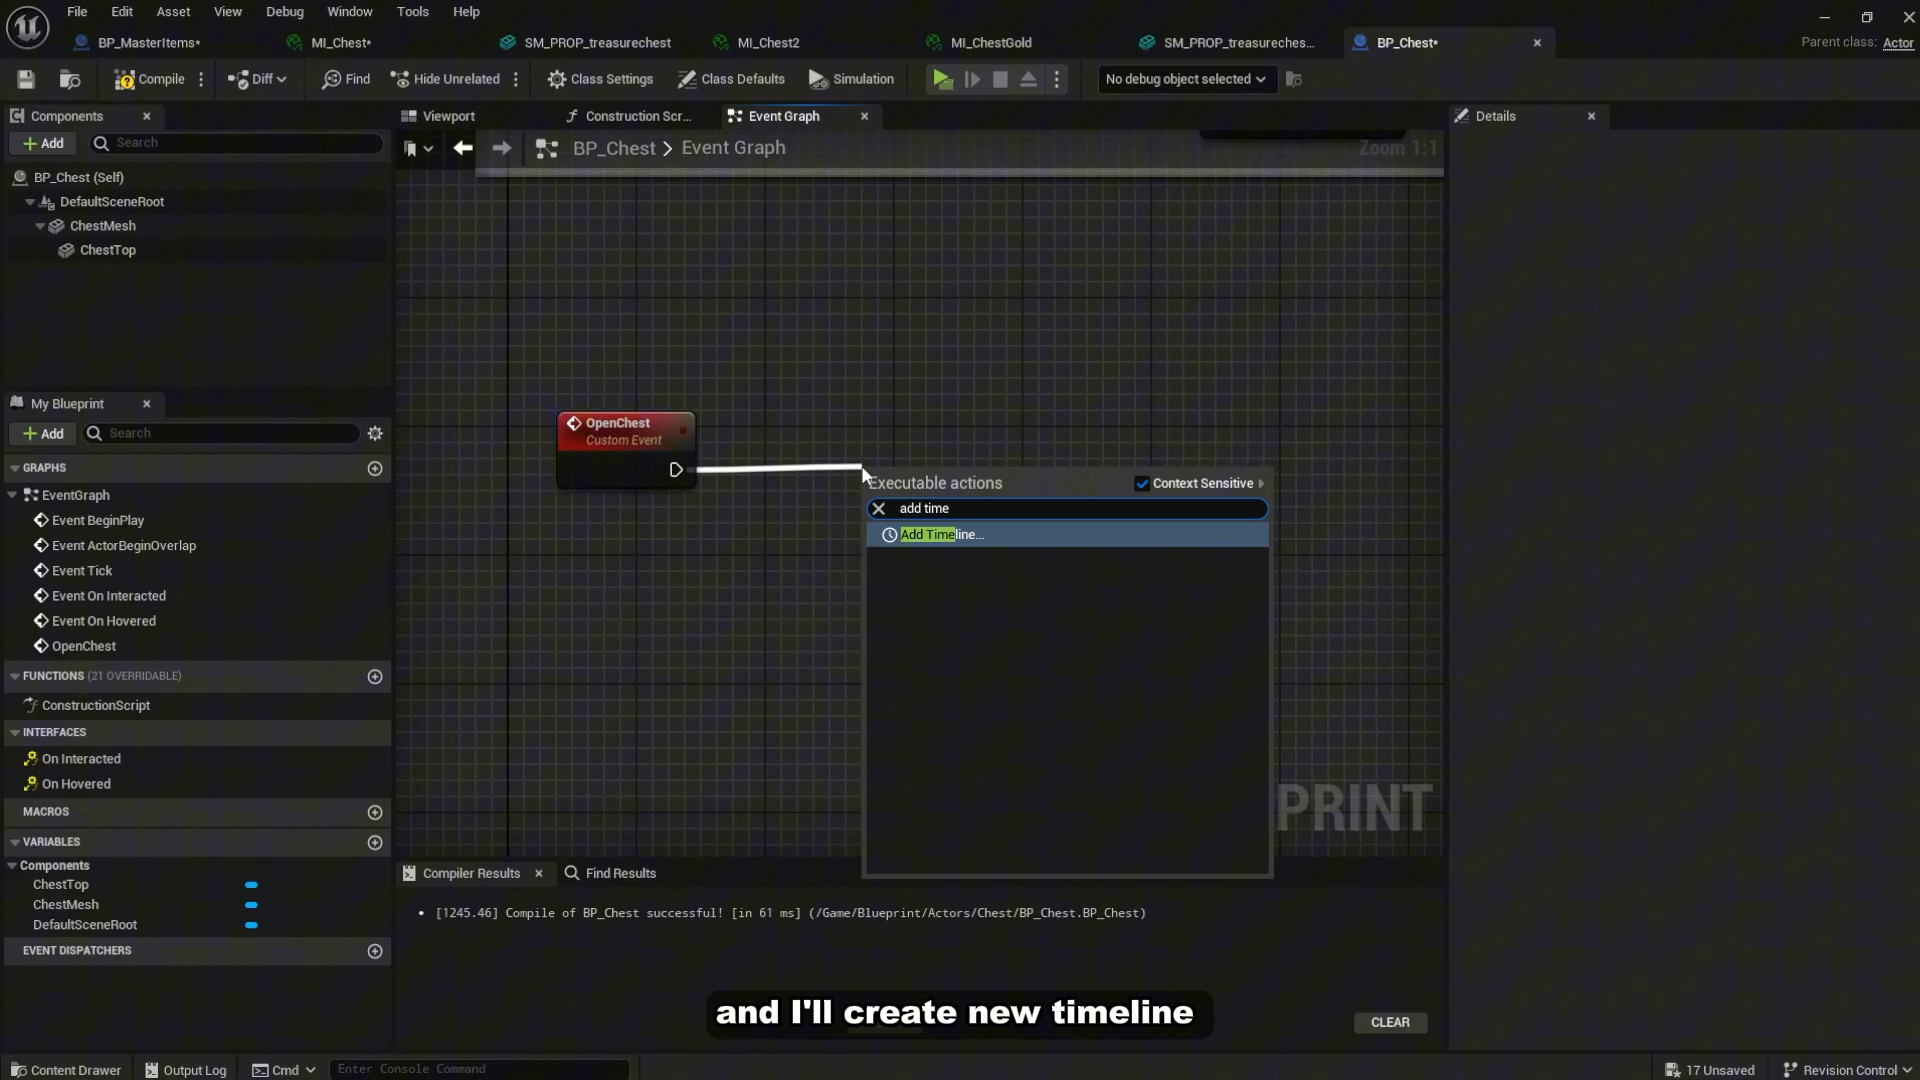 File Edit Asset View Debug Window Tools Help
BP_MasterItems* MI_Chest* SM_PROP_treasurechest MI_Chest2 MI_ChestGold SM_PROP_treasureches... BP_Chest* Parent class: Actor
Compile Diff Find Hide Unrelated Class Settings Class Defaults Simulation No debug object selected
Components Viewport Construction Scr... Event Graph Details
Add Search
BP_Chest > Event Graph Zoom 1:1
BP_Chest (Self)
DefaultSceneRoot
ChestMesh
ChestTop
My Blueprint
Add Search
GRAPHS
EventGraph
Event BeginPlay
Event ActorBeginOverlap
Event Tick
Event On Interacted
Event On Hovered
OpenChest
FUNCTIONS (21 OVERRIDABLE)
ConstructionScript
INTERFACES
On Interacted
On Hovered
MACROS
VARIABLES
Components
ChestTop
ChestMesh
DefaultSceneRoot
EVENT DISPATCHERS
OpenChest
Custom Event
Executable actions Context Sensitive
add time
Add Timeline...
PRINT
Compiler Results Find Results
• [1245.46] Compile of BP_Chest successful! [in 61 ms] (/Game/Blueprint/Actors/Chest/BP_Chest.BP_Chest)
and I'll create new timeline
CLEAR
Content Drawer Output Log Cmd Enter Console Command 17 Unsaved Revision Control